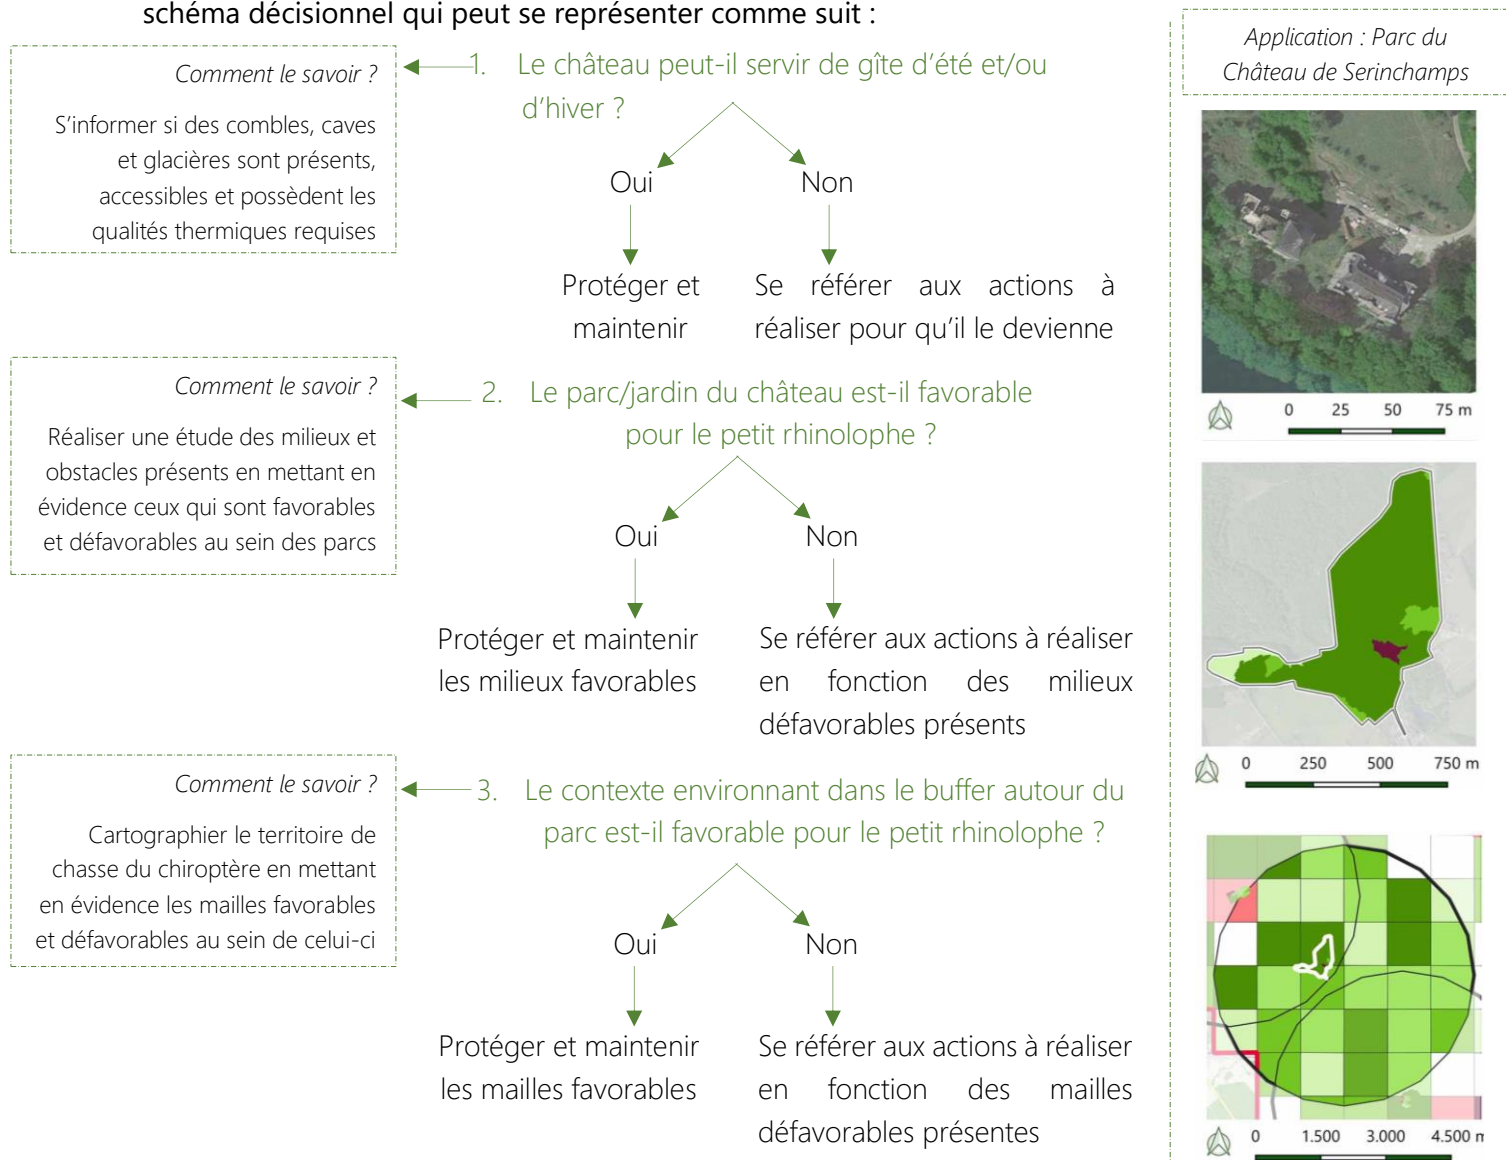 schéma décisionnel qui peut se représenter comme suit :
Comment le savoir ?
S'informer si des combles, caves
et glacières sont présents,
accessibles et possèdent les
qualités thermiques requises
1. Le château peut-il servir de gîte d'été et/ou
d'hiver ?
Oui Non
Protéger et
maintenir
Se référer aux actions à
réaliser pour qu'il le devienne
Comment le savoir ?
Réaliser une étude des milieux et
obstacles présents en mettant en
évidence ceux qui sont favorables
et défavorables au sein des parcs
2. Le parc/jardin du château est-il favorable
pour le petit rhinolophe ?
Oui Non
Protéger et maintenir
les milieux favorables
Se référer aux actions à réaliser
en fonction des milieux
défavorables présents
Comment le savoir ?
Cartographier le territoire de
chasse du chiroptère en mettant
en évidence les mailles favorables
et défavorables au sein de celui-ci
3. Le contexte environnant dans le buffer autour du
parc est-il favorable pour le petit rhinolophe ?
Oui Non
Protéger et maintenir
les mailles favorables
Se référer aux actions à réaliser
en fonction des mailles
défavorables présentes
Application : Parc du
Château de Serinchamps
0 25 50 75 m
0 250 500 750 m
0 1.500 3.000 4.500 m